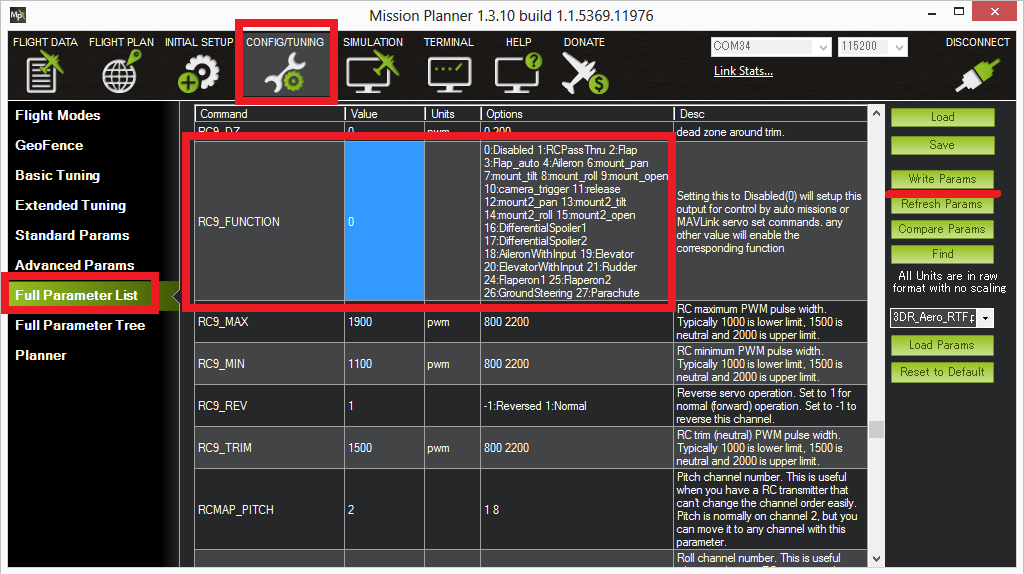 Mp
Mission Planner 1.3.10 build 1.1.5369.11976
FLIGHT DATA FLIGHT PLAN INITIAL SETUP CONFIG/TUNING SIMULATION TERMINAL HELP DONATE
COM34 115200 DISCONNECT
Link Stats...
Flight Modes
GeoFence
Basic Tuning
Extended Tuning
Standard Params
Advanced Params
Full Parameter List
Full Parameter Tree
Planner
Command Value Units Options Desc
RC9_DZ 0 pwm 0 200 dead zone around trim.
RC9_FUNCTION
0
0:Disabled 1:RCPassThru 2:Flap
3:Flap_auto 4:Aileron 6:mount_pan
7:mount_tilt 8:mount_roll 9:mount_open
10:camera_trigger 11:release
12:mount2_pan 13:mount2_tilt
14:mount2_roll 15:mount2_open
16:DifferentialSpoiler1
17:DifferentialSpoiler2
18:AileronWithInput 19:Elevator
20:ElevatorWithInput 21:Rudder
24:Flaperon1 25:Flaperon2
26:GroundSteering 27:Parachute
Setting this to Disabled(0) will setup this
output for control by auto missions or
MAVLink servo set commands. any
other value will enable the
corresponding function
RC9_MAX 1900 pwm 800 2200
RC maximum PWM pulse width.
Typically 1000 is lower limit, 1500 is
neutral and 2000 is upper limit.
RC9_MIN 1100 pwm 800 2200
RC minimum PWM pulse width.
Typically 1000 is lower limit, 1500 is
neutral and 2000 is upper limit.
RC9_REV 1 -1:Reversed 1:Normal
Reverse servo operation. Set to 1 for
normal (forward) operation. Set to -1 to
reverse this channel.
RC9_TRIM 1500 pwm 800 2200
RC trim (neutral) PWM pulse width.
Typically 1000 is lower limit, 1500 is
neutral and 2000 is upper limit.
RCMAP_PITCH 2 1 8
Pitch channel number. This is useful
when you have a RC transmitter that
can't change the channel order easily.
Pitch is normally on channel 2, but you
can move it to any channel with this
parameter.
Roll channel number. This is useful
Load
Save
Write Params
Refresh Params
Compare Params
Find
All Units are in raw
format with no scaling
3DR_Aero_RTF.p
Load Params
Reset to Default